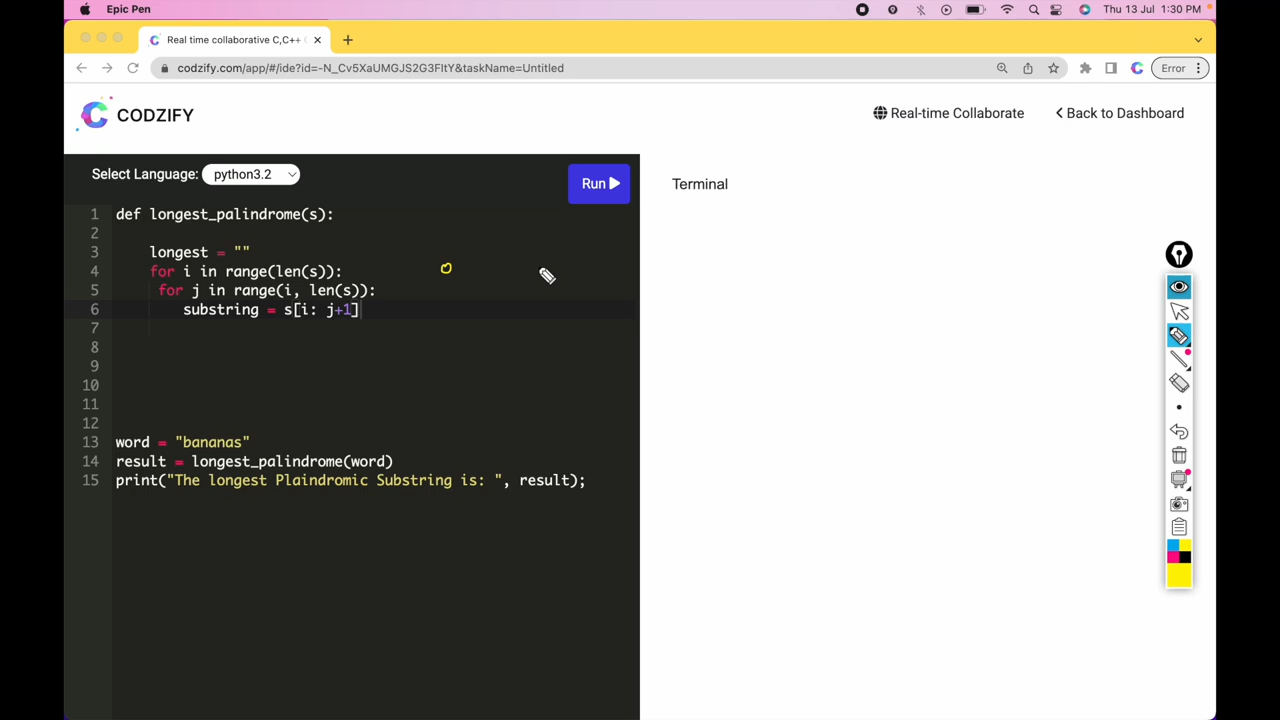 Epic Pen
Thu 13 Jul 1:30 PM
Real time collaborative C,C++
codzify.com/app/#/ide?id=-N_Cv5XaUMGJS2G3FltY&taskName=Untitled
Error
CODZIFY
Real-time Collaborate
Back to Dashboard
Select Language: python3.2
Run
Terminal
1 def longest_palindrome(s):
2
3 longest = ""
4 for i in range(len(s)):
5 for j in range(i, len(s)):
6 substring = s[i: j+1]
7
8
9
10
11
12
13 word = "bananas"
14 result = longest_palindrome(word)
15 print("The longest Plaindromic Substring is: ", result);
0